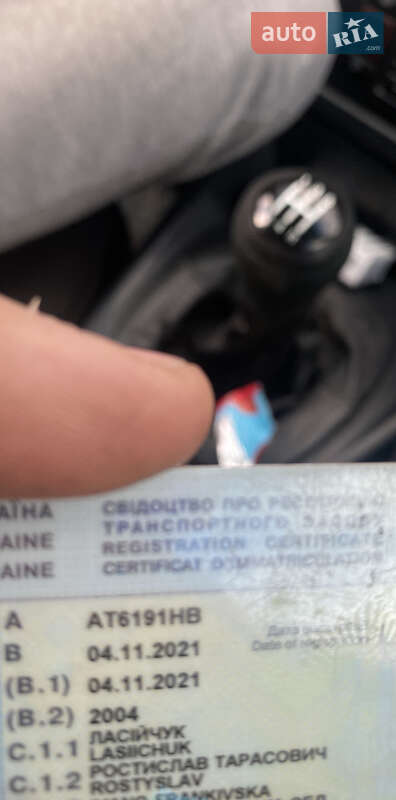 auto RIA .com
АЇНА СВІДОЦТВО ПРО
ТРАНСПОРТНОГО
AINE REGISTRATION CERTIFICATE
AINE CERTIFICAT
A AT6191HB
B 04.11.2021
(B.1) 04.11.2021
(B.2) 2004
C.1.1 ЛАСІЙЧУК
LASIICHUK
C.1.2 РОСТИСЛАВ ТАРАСОВИЧ
ROSTYSLAV
FRANKIVSKA